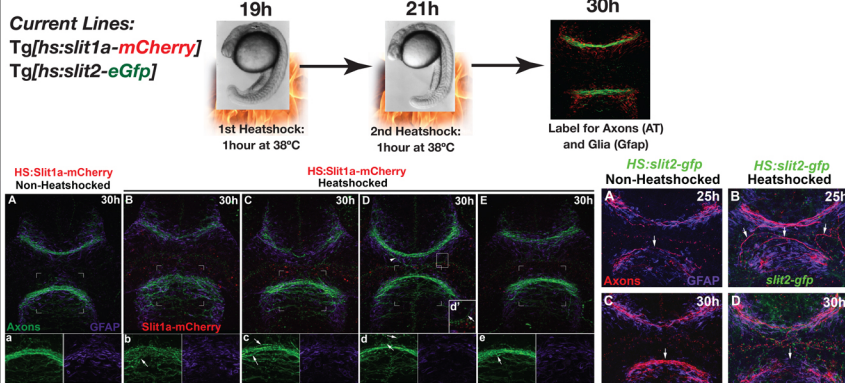 19h
21h
30h
Current Lines:
Tg[hs:slit1a-mCherry]
Tg[hs:slit2-eGfp]
1st Heatshock:
1hour at 38ºC
2nd Heatshock:
1hour at 38ºC
Label for Axons (AT)
and Glia (Gfap)
HS:Slit1a-mCherry
Non-Heatshocked
HS:Slit1a-mCherry
Heatshocked
A 30h
B
C
D
E 30h
Axons
GFAP
Slit1a-mCherry
d'
a
b
c
d
e
HS:slit2-gfp
Non-Heatshocked
HS:slit2-gfp
Heatshocked
A 25h
Axons
GFAP
B 25h
slit2-gfp
C 30h
D 30h